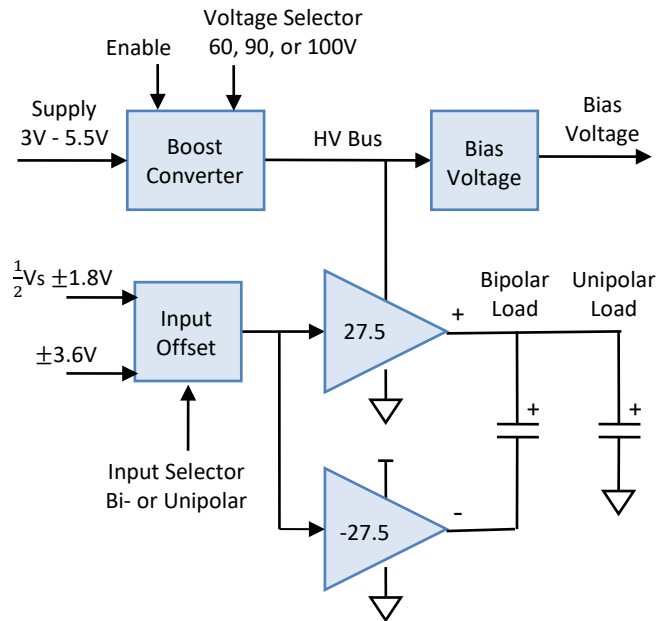 Voltage Selector
60, 90, or 100V
Enable
Supply
3V - 5.5V
Boost
Converter
HV Bus
Bias
Voltage
Bias
Voltage
½Vs ±1.8V
±3.6V
Input
Offset
27.5
+
Bipolar
Load
Unipolar
Load
+
+
Input Selector
Bi- or Unipolar
-27.5
-